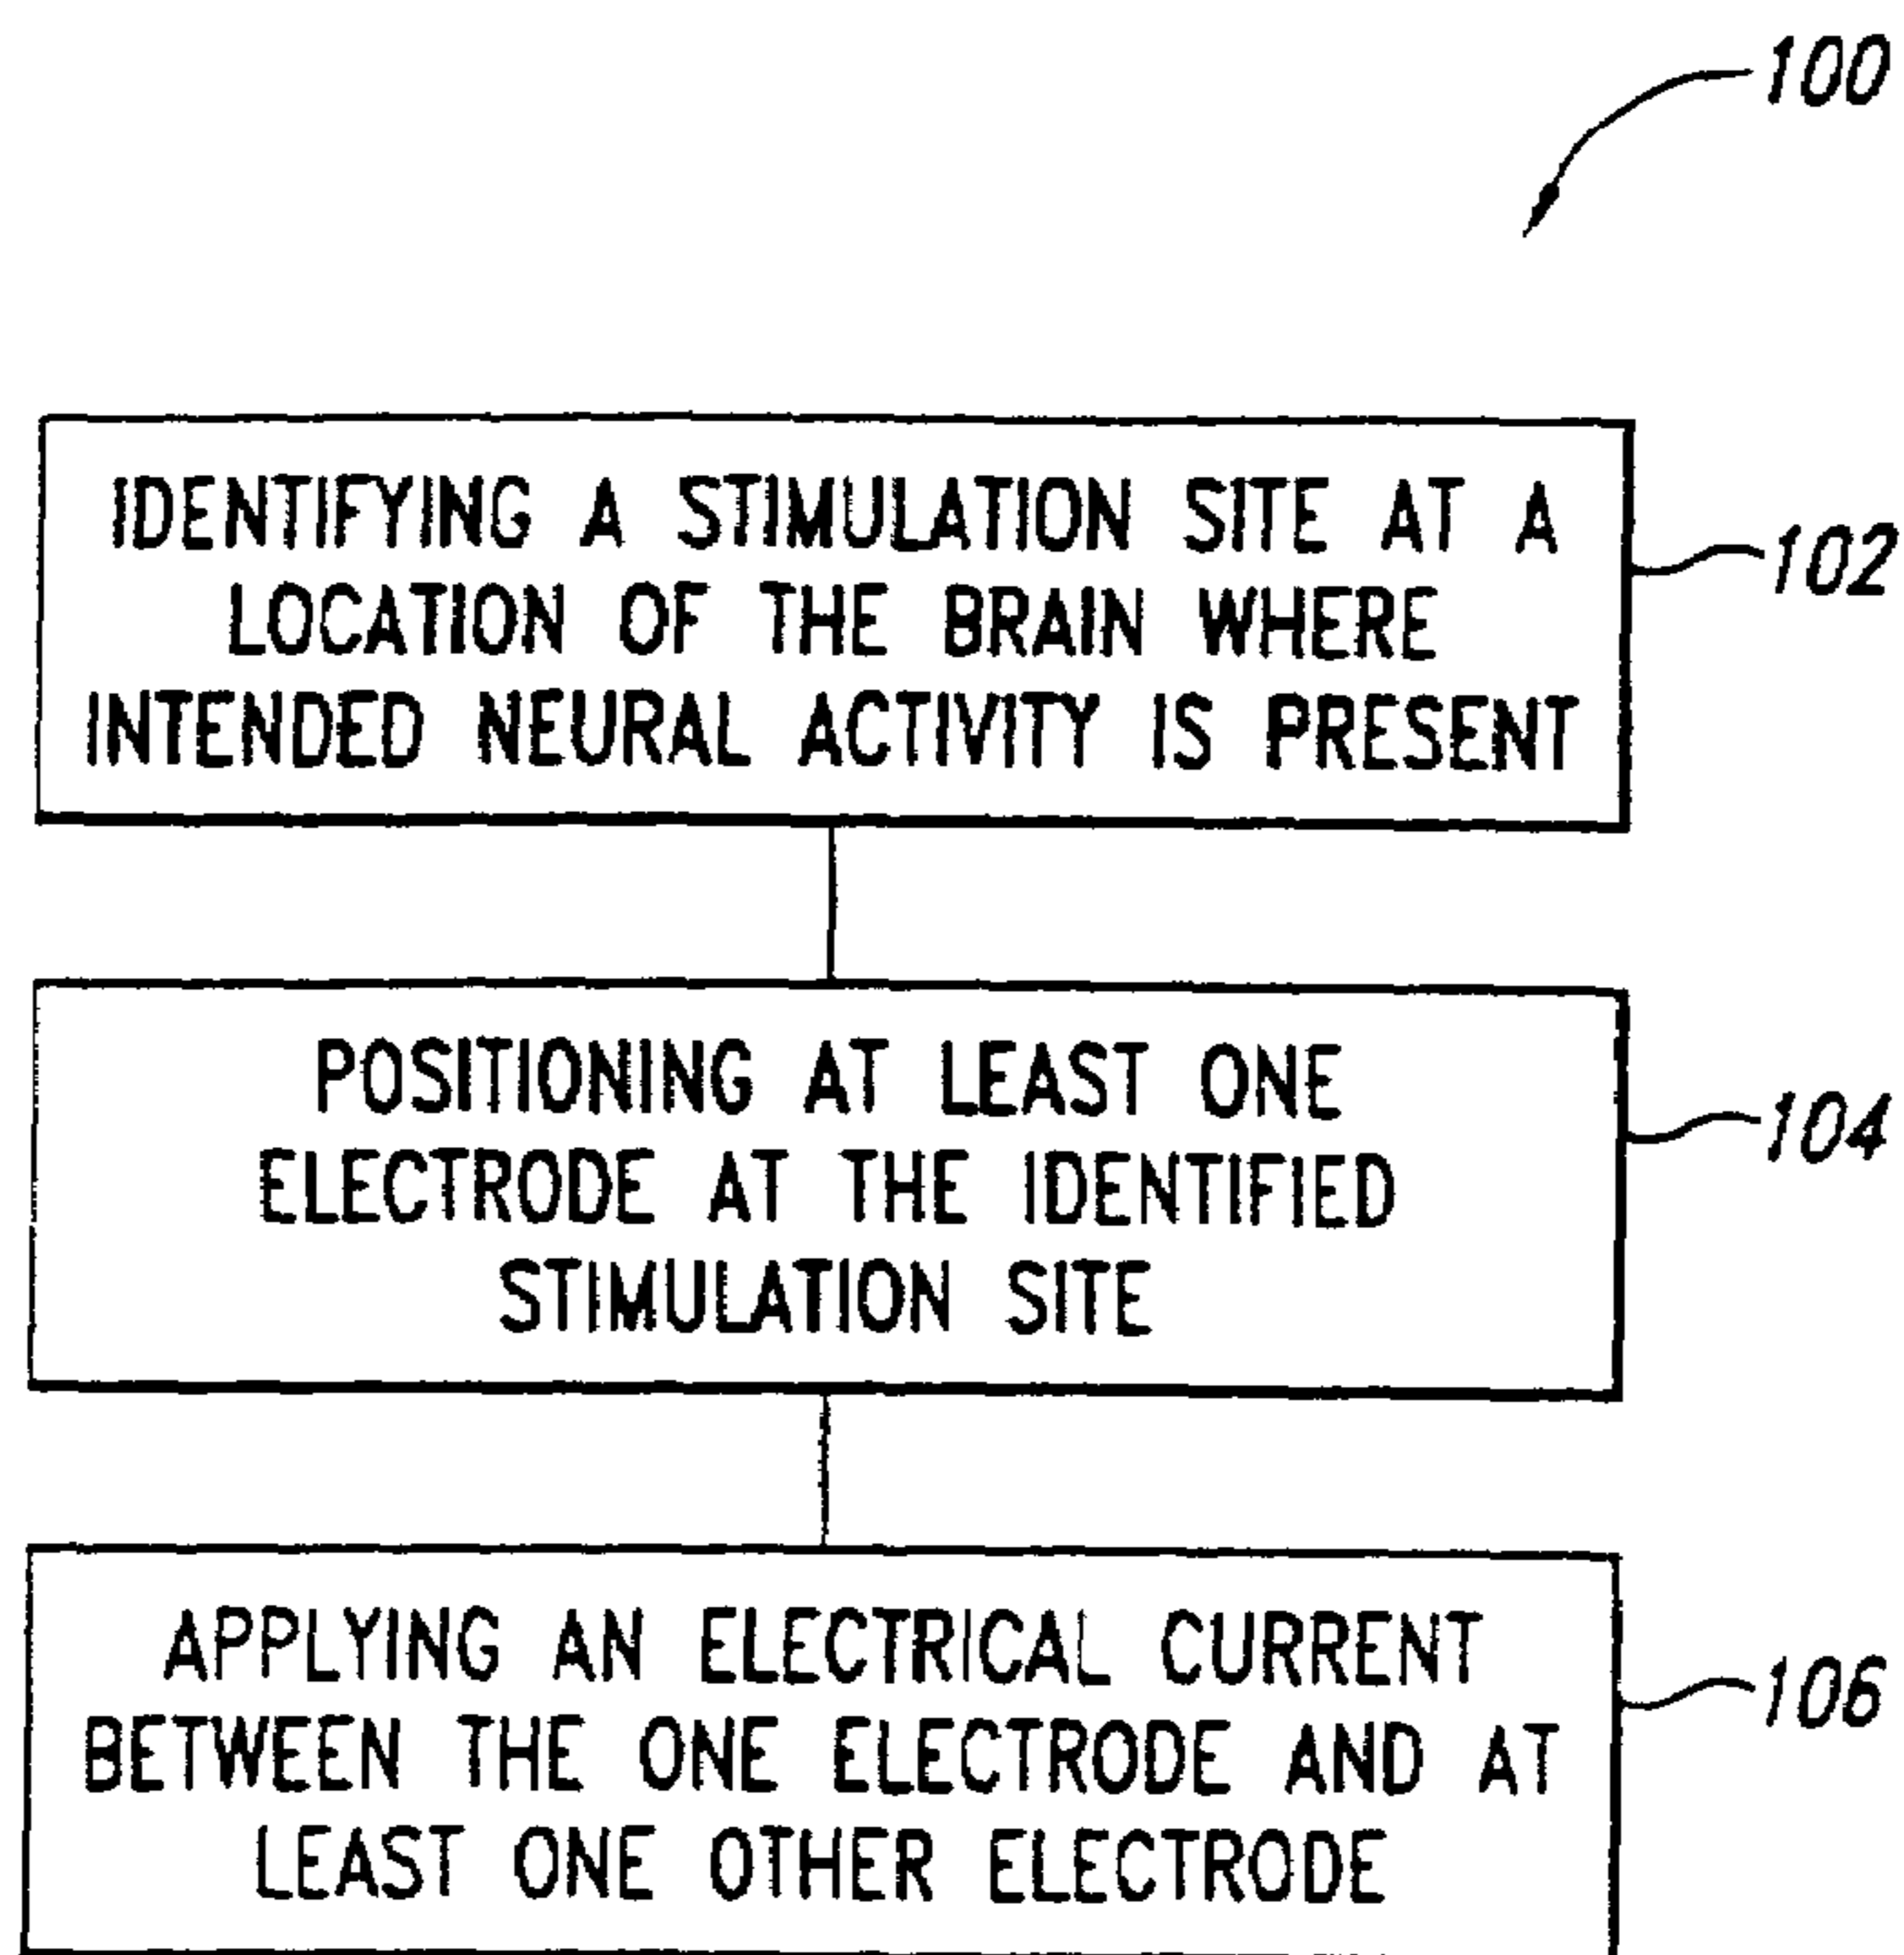 100
IDENTIFYING A STIMULATION SITE AT A
LOCATION OF THE BRAIN WHERE
INTENDED NEURAL ACTIVITY IS PRESENT
102
POSITIONING AT LEAST ONE
ELECTRODE AT THE IDENTIFIED
STIMULATION SITE
104
APPLYING AN ELECTRICAL CURRENT
BETWEEN THE ONE ELECTRODE AND AT
LEAST ONE OTHER ELECTRODE
106